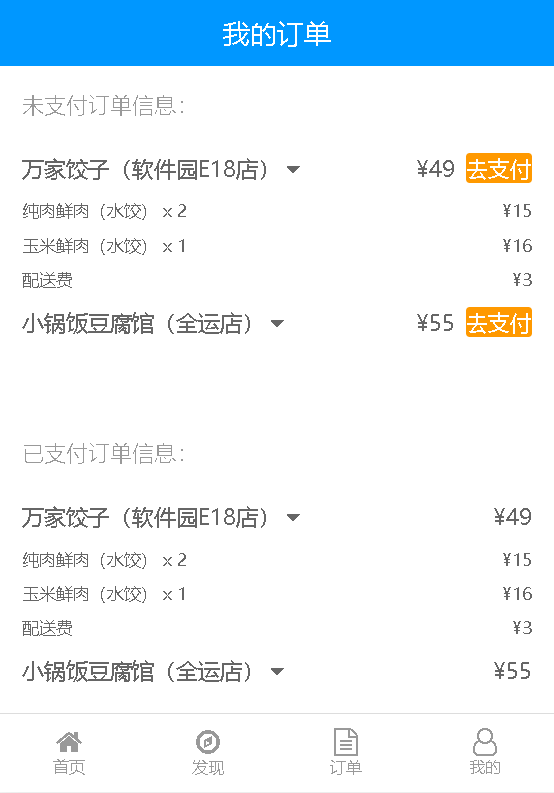 我的订单
未支付订单信息:
万家饺子（软件园E18店） ¥49 去支付
纯肉鲜肉（水饺） x 2 ¥15
玉米鲜肉（水饺） x 1 ¥16
配送费 ¥3
小锅饭豆腐馆（全运店） ¥55 去支付
已支付订单信息:
万家饺子（软件园E18店） ¥49
纯肉鲜肉（水饺） x 2 ¥15
玉米鲜肉（水饺） x 1 ¥16
配送费 ¥3
小锅饭豆腐馆（全运店） ¥55
首页 发现 订单 我的